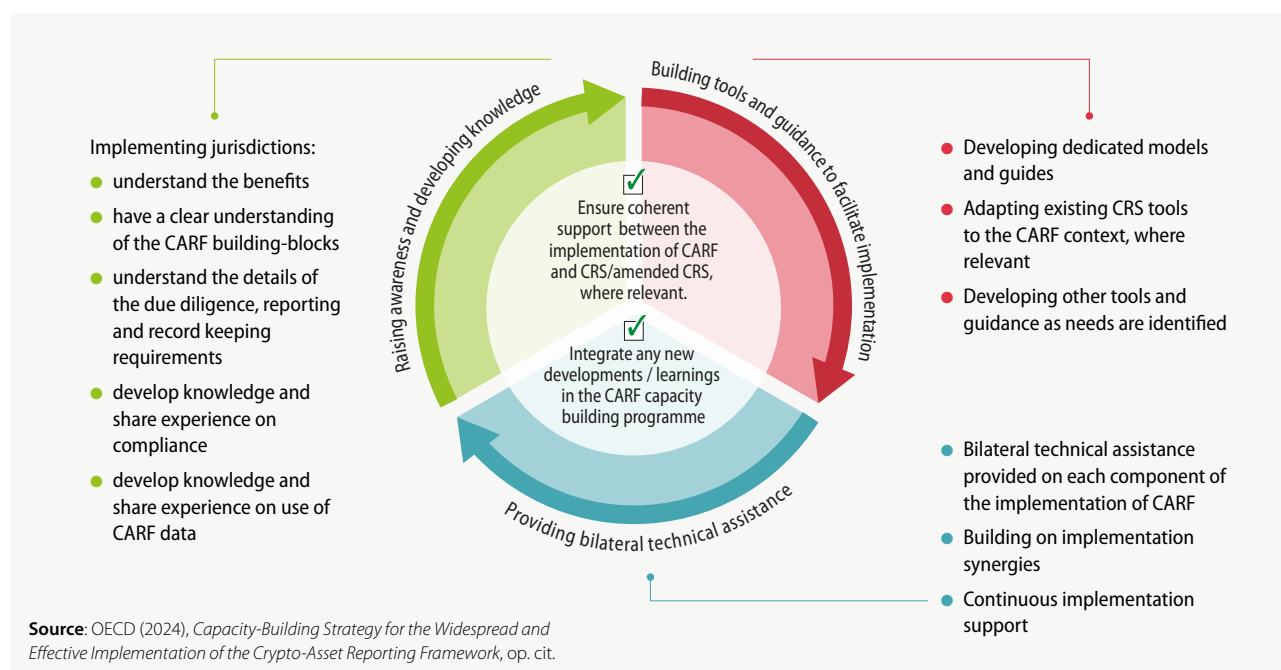 Raising awareness and developing knowledge
Implementing jurisdictions:
understand the benefits
have a clear understanding
of the CARF building-blocks
understand the details of
the due diligence, reporting
and record keeping
requirements
develop knowledge and
share experience on
compliance
develop knowledge and
share experience on use of
CARF data
Building tools and guidance to facilitate implementation
Developing dedicated models
and guides
Adapting existing CRS tools
to the CARF context, where
relevant
Developing other tools and
guidance as needs are identified
Ensure coherent
support between the
implementation of CARF
and CRS/amended CRS,
where relevant.
Integrate any new
developments / learnings
in the CARF capacity
building programme
Providing bilateral technical assistance
Bilateral technical assistance
provided on each component of
the implementation of CARF
Building on implementation
synergies
Continuous implementation
support
Source: OECD (2024), Capacity-Building Strategy for the Widespread and
Effective Implementation of the Crypto-Asset Reporting Framework, op. cit.